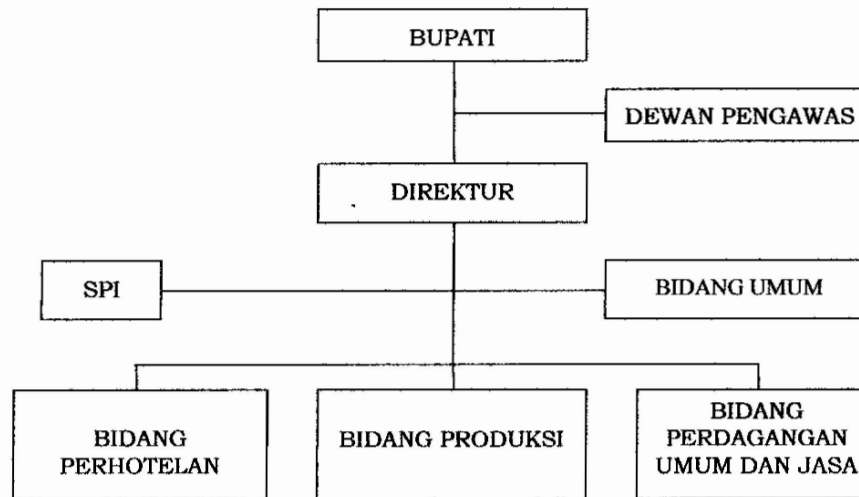 BUPATI
DEWAN PENGAWAS
DIREKTUR
SPI
BIDANG UMUM
BIDANG
PERHOTELAN
BIDANG PRODUKSI
BIDANG
PERDAGANGAN
UMUM DAN JASA